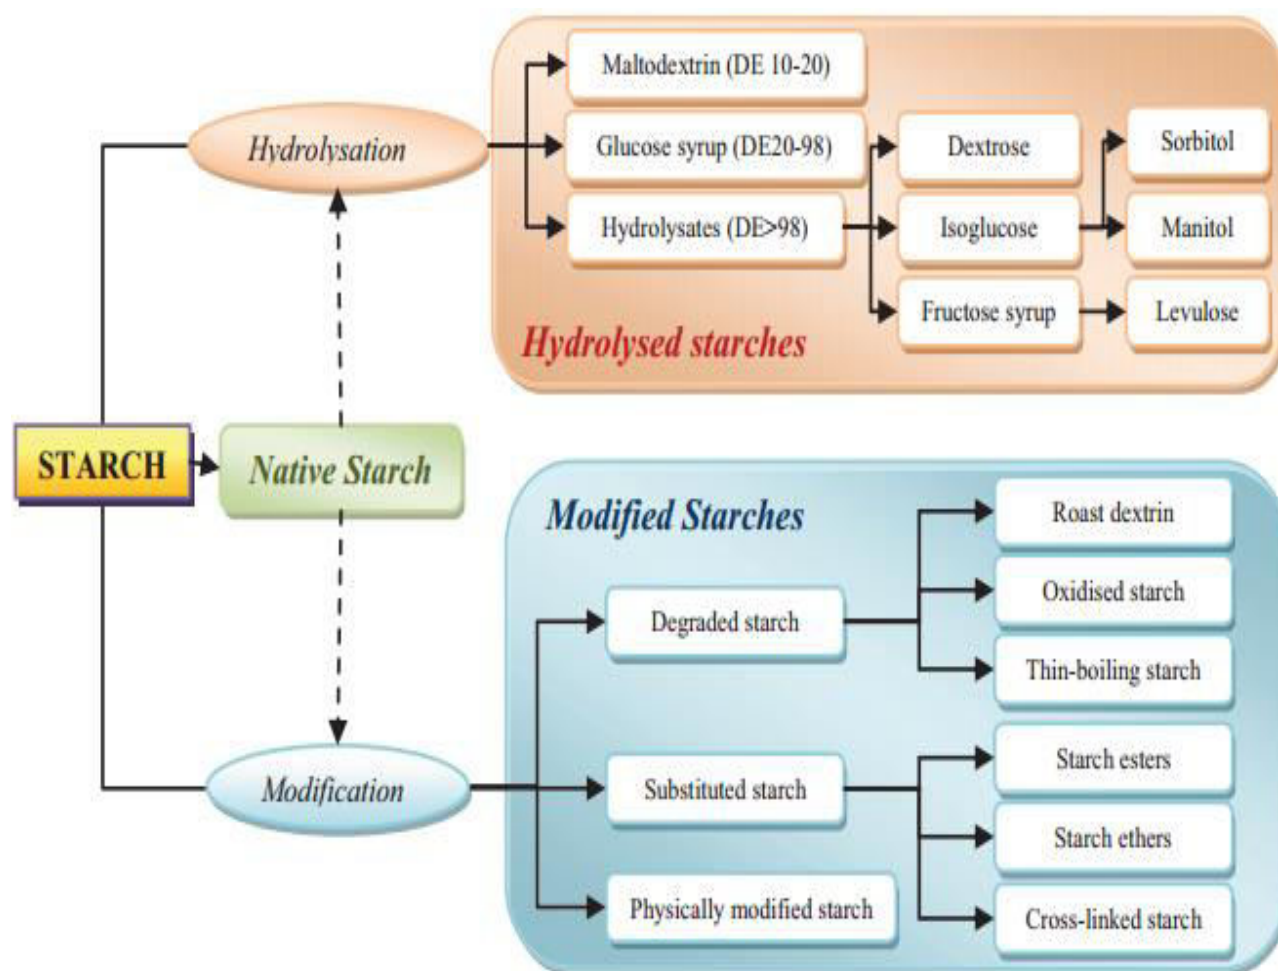 Hydrolysation
Maltodextrin (DE 10-20)
Glucose syrup (DE20-98)
Hydrolysates (DE>98)
Dextrose
Isoglucose
Fructose syrup
Sorbitol
Manitol
Levulose
Hydrolysed starches
STARCH
Native Starch
Modified Starches
Modification
Degraded starch
Substituted starch
Physically modified starch
Roast dextrin
Oxidised starch
Thin-boiling starch
Starch esters
Starch ethers
Cross-linked starch